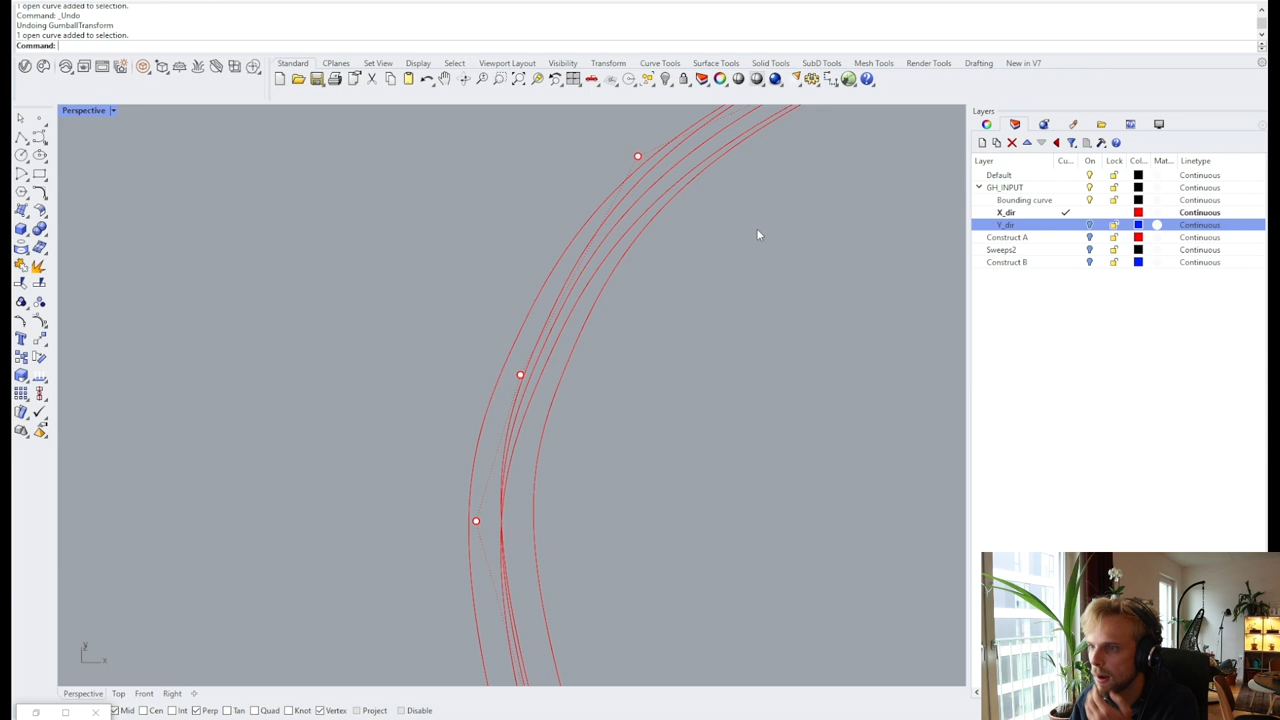 1 open curve added to selection.
Command: _Undo
Undoing GumballTransform
1 open curve added to selection.
Command:
Standard CPlanes Set View Display Select Viewport Layout Visibility Transform Curve Tools Surface Tools Solid Tools SubD Tools Mesh Tools Render Tools Drafting New in V7
Perspective
Layers
Layer Cu... On Lock Col... Mat... Linetype
Default Continuous
GH_INPUT Continuous
Bounding curve Continuous
X_dir Continuous
Y_dir Continuous
Construct A Continuous
Sweeps2 Continuous
Construct B Continuous
y
x
Perspective Top Front Right
Mid Cen Int Perp Tan Quad Knot Vertex Project Disable